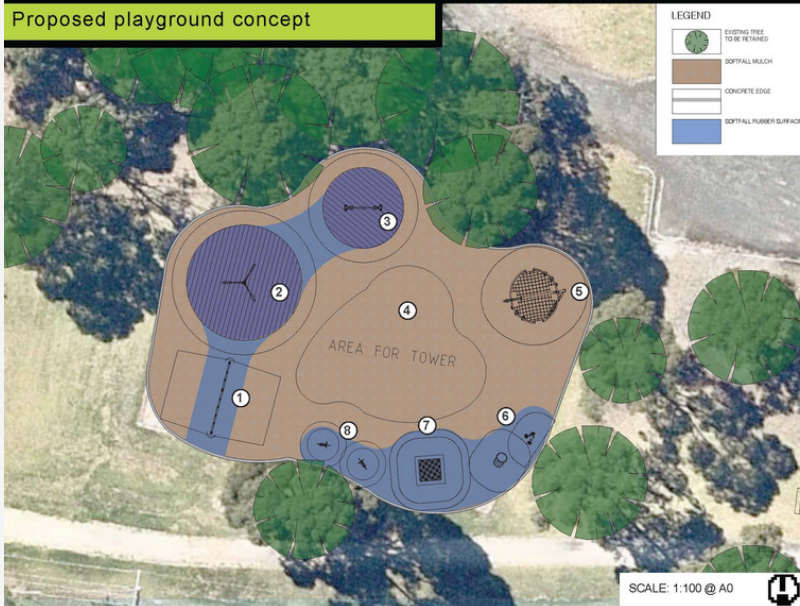 Proposed playground concept
LEGEND
EXISTING TREE
TO BE RETAINED
SOFTFALL MULCH
CONCRETE EDGE
SOFTFALL RUBBER SURFACE
3
2
5
4
AREA FOR TOWER
1
6
7
8
SCALE: 1:100 @ A0